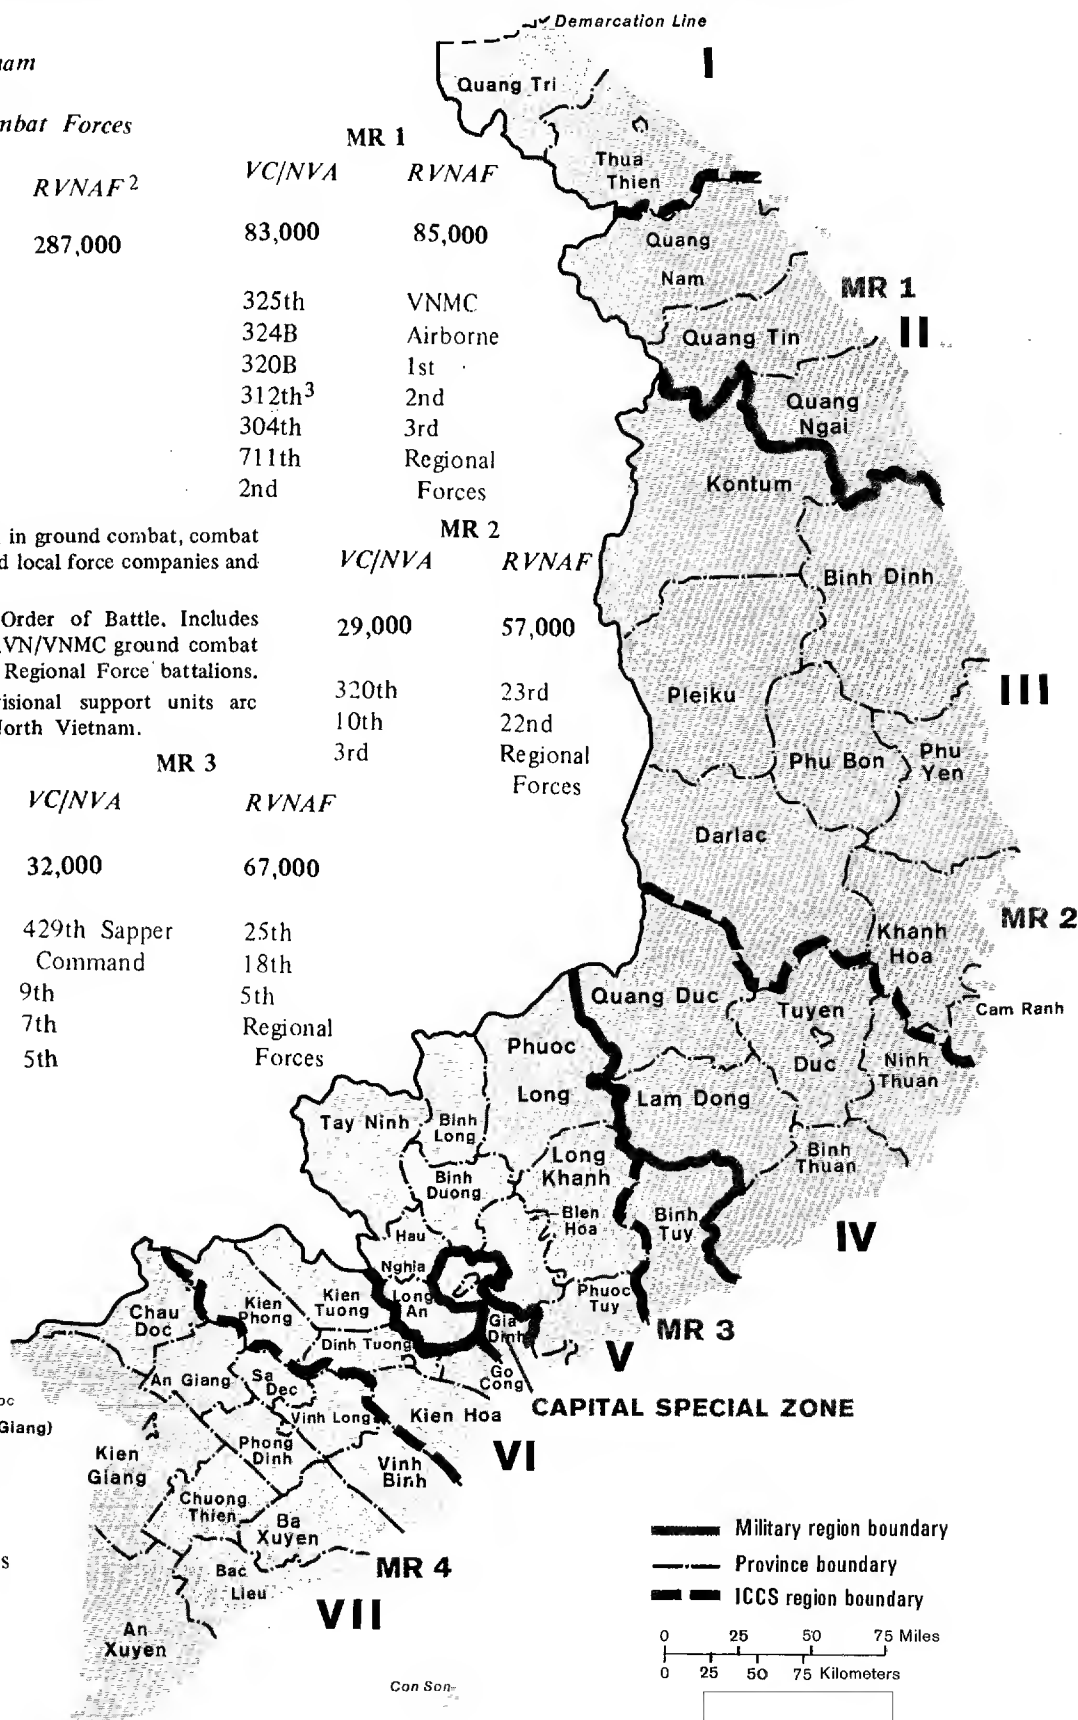 Demarcation Line
I
Combat Forces
RVNAF2
287,000
MR 1
VC/NVA RVNAF
83,000 85,000
325th VNMC
324B Airborne
320B 1st
312th3 2nd
304th 3rd
711th Regional
2nd Forces
in ground combat, combat
local force companies and
Order of Battle. Includes
VN/VNMC ground combat
Regional Force battalions.
support units are
North Vietnam.
MR 2
VC/NVA RVNAF
29,000 57,000
320th 23rd
10th 22nd
3rd Regional
Forces
MR 3
VC/NVA RVNAF
32,000 67,000
429th Sapper 25th
Command 18th
9th 5th
7th Regional
5th Forces
Quang Tri
Thua
Thien
Quang
Nam
MR 1
II
Quang Tin
Quang
Ngai
Kontum
Binh Dinh
III
Pleiku
Phu Bon
Phu
Yen
Darlac
MR 2
Khanh
Hoa
Cam Ranh
Quang Duc
Tuyen
Duc
Ninh
Thuan
Phuoc
Long
Lam Dong
Binh
Thuan
Tay Ninh
Binh
Long
Long
Khanh
Binh
Duong
Bien
Hoa
Binh
Tuy
IV
Hau
Nghia
Long
An
Phuoc
Tuy
MR 3
Gia
Dinh
V
Chau
Doc
Kien
Phong
Kien
Tuong
Dinh Tuong
Go
Cong
CAPITAL SPECIAL ZONE
An Giang
Sa
Dec
Vinh Long
Kien Hoa
VI
Giang)
Kien
Giang
Phong
Dinh
Vinh
Binh
Chuong
Thien
Ba
Xuyen
MR 4
Bac
Lieu
VII
An
Xuyen
Con Son
Military region boundary
Province boundary
ICCS region boundary
0 25 50 75 Miles
0 25 50 75 Kilometers